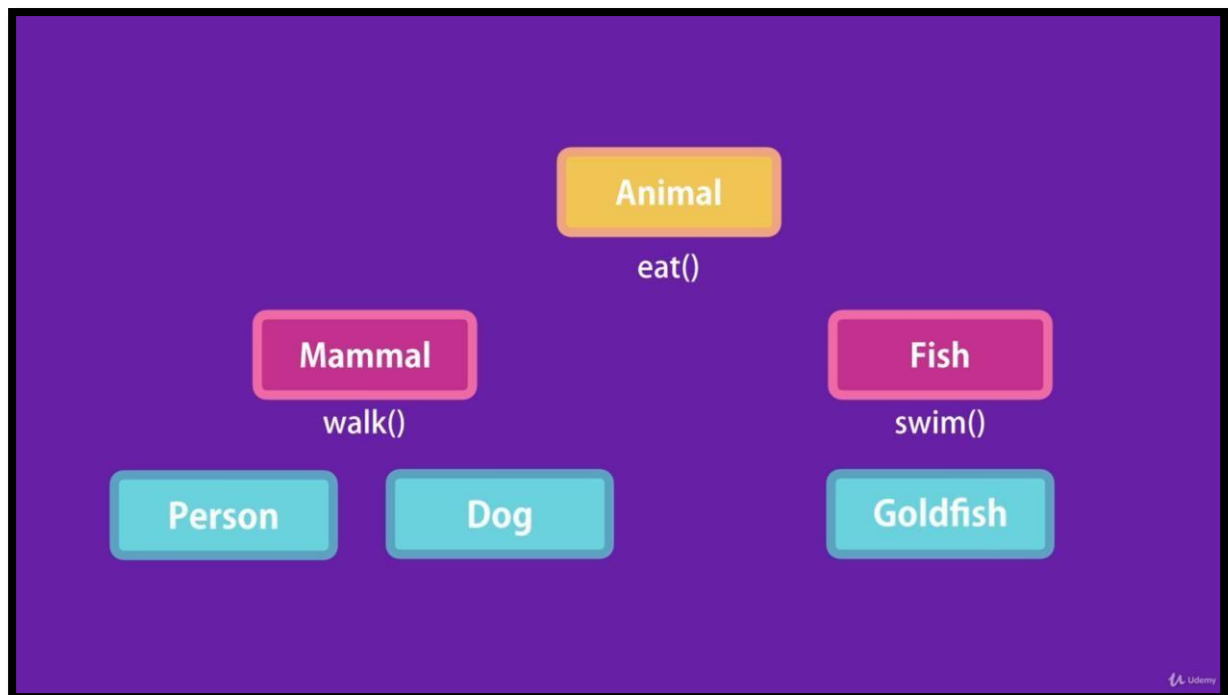 Animal
eat()
Mammal
Fish
walk()
swim()
Person
Dog
Goldfish
Udemy